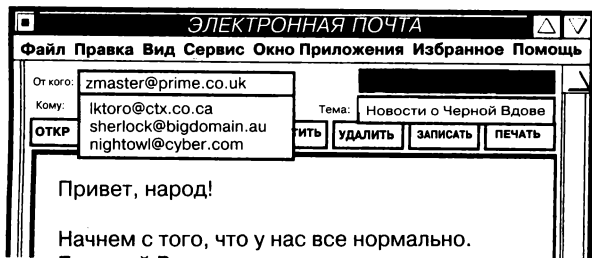 ЭЛЕКТРОННАЯ ПОЧТА
Файл Правка Вид Сервис Окно Приложения Избранное Помощь
От кого: zmaster@prime.co.uk
Кому: lktoro@ctx.co.ca
sherlock@bigdomain.au
nightowl@cyber.com
Тема: Новости о Черной Вдове
ОТКР ТИТЬ УДАЛИТЬ ЗАПИСАТЬ ПЕЧАТЬ
Привет, народ!
Начнем с того, что у нас все нормально.